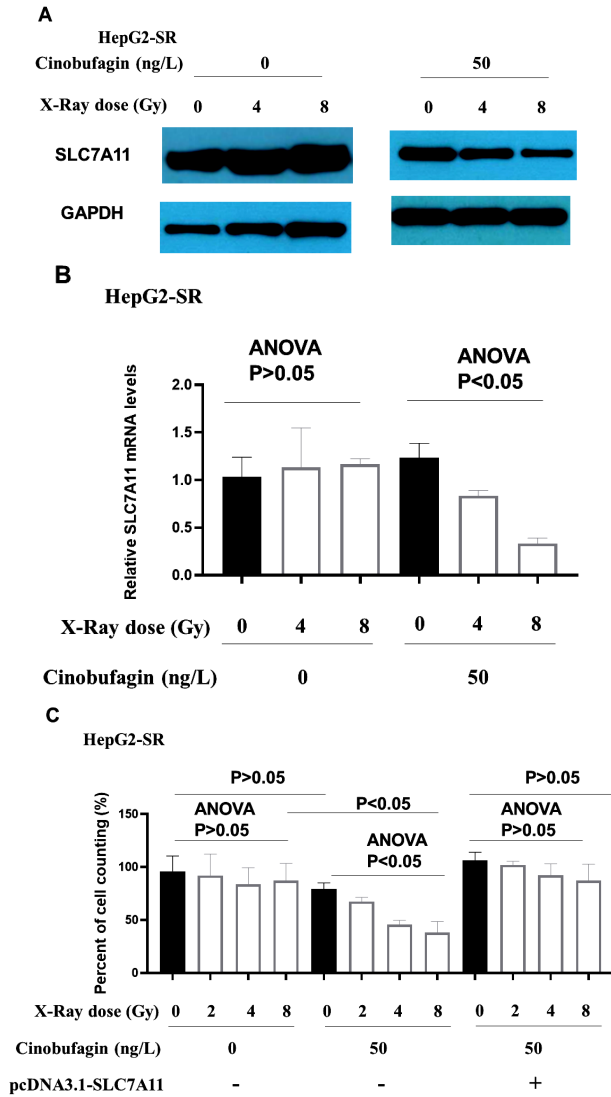 A
HepG2-SR
Cinobufagin (ng/L) 0 50
X-Ray dose (Gy) 0 4 8 0 4 8
SLC7A11
GAPDH
B
HepG2-SR
ANOVA ANOVA
P>0.05 P<0.05
Relative SLC7A11 mRNA levels
2.0
1.5
1.0
0.5
0.0
X-Ray dose (Gy) 0 4 8 0 4 8
Cinobufagin (ng/L) 0 50
C
HepG2-SR
P>0.05 P>0.05
P<0.05
ANOVA ANOVA
P>0.05 P>0.05
ANOVA
P<0.05
Percent of cell counting (%)
150
100
50
0
X-Ray dose (Gy) 0 2 4 8 0 2 4 8 0 2 4 8
Cinobufagin (ng/L) 0 50 50
pcDNA3.1-SLC7A11 - - +